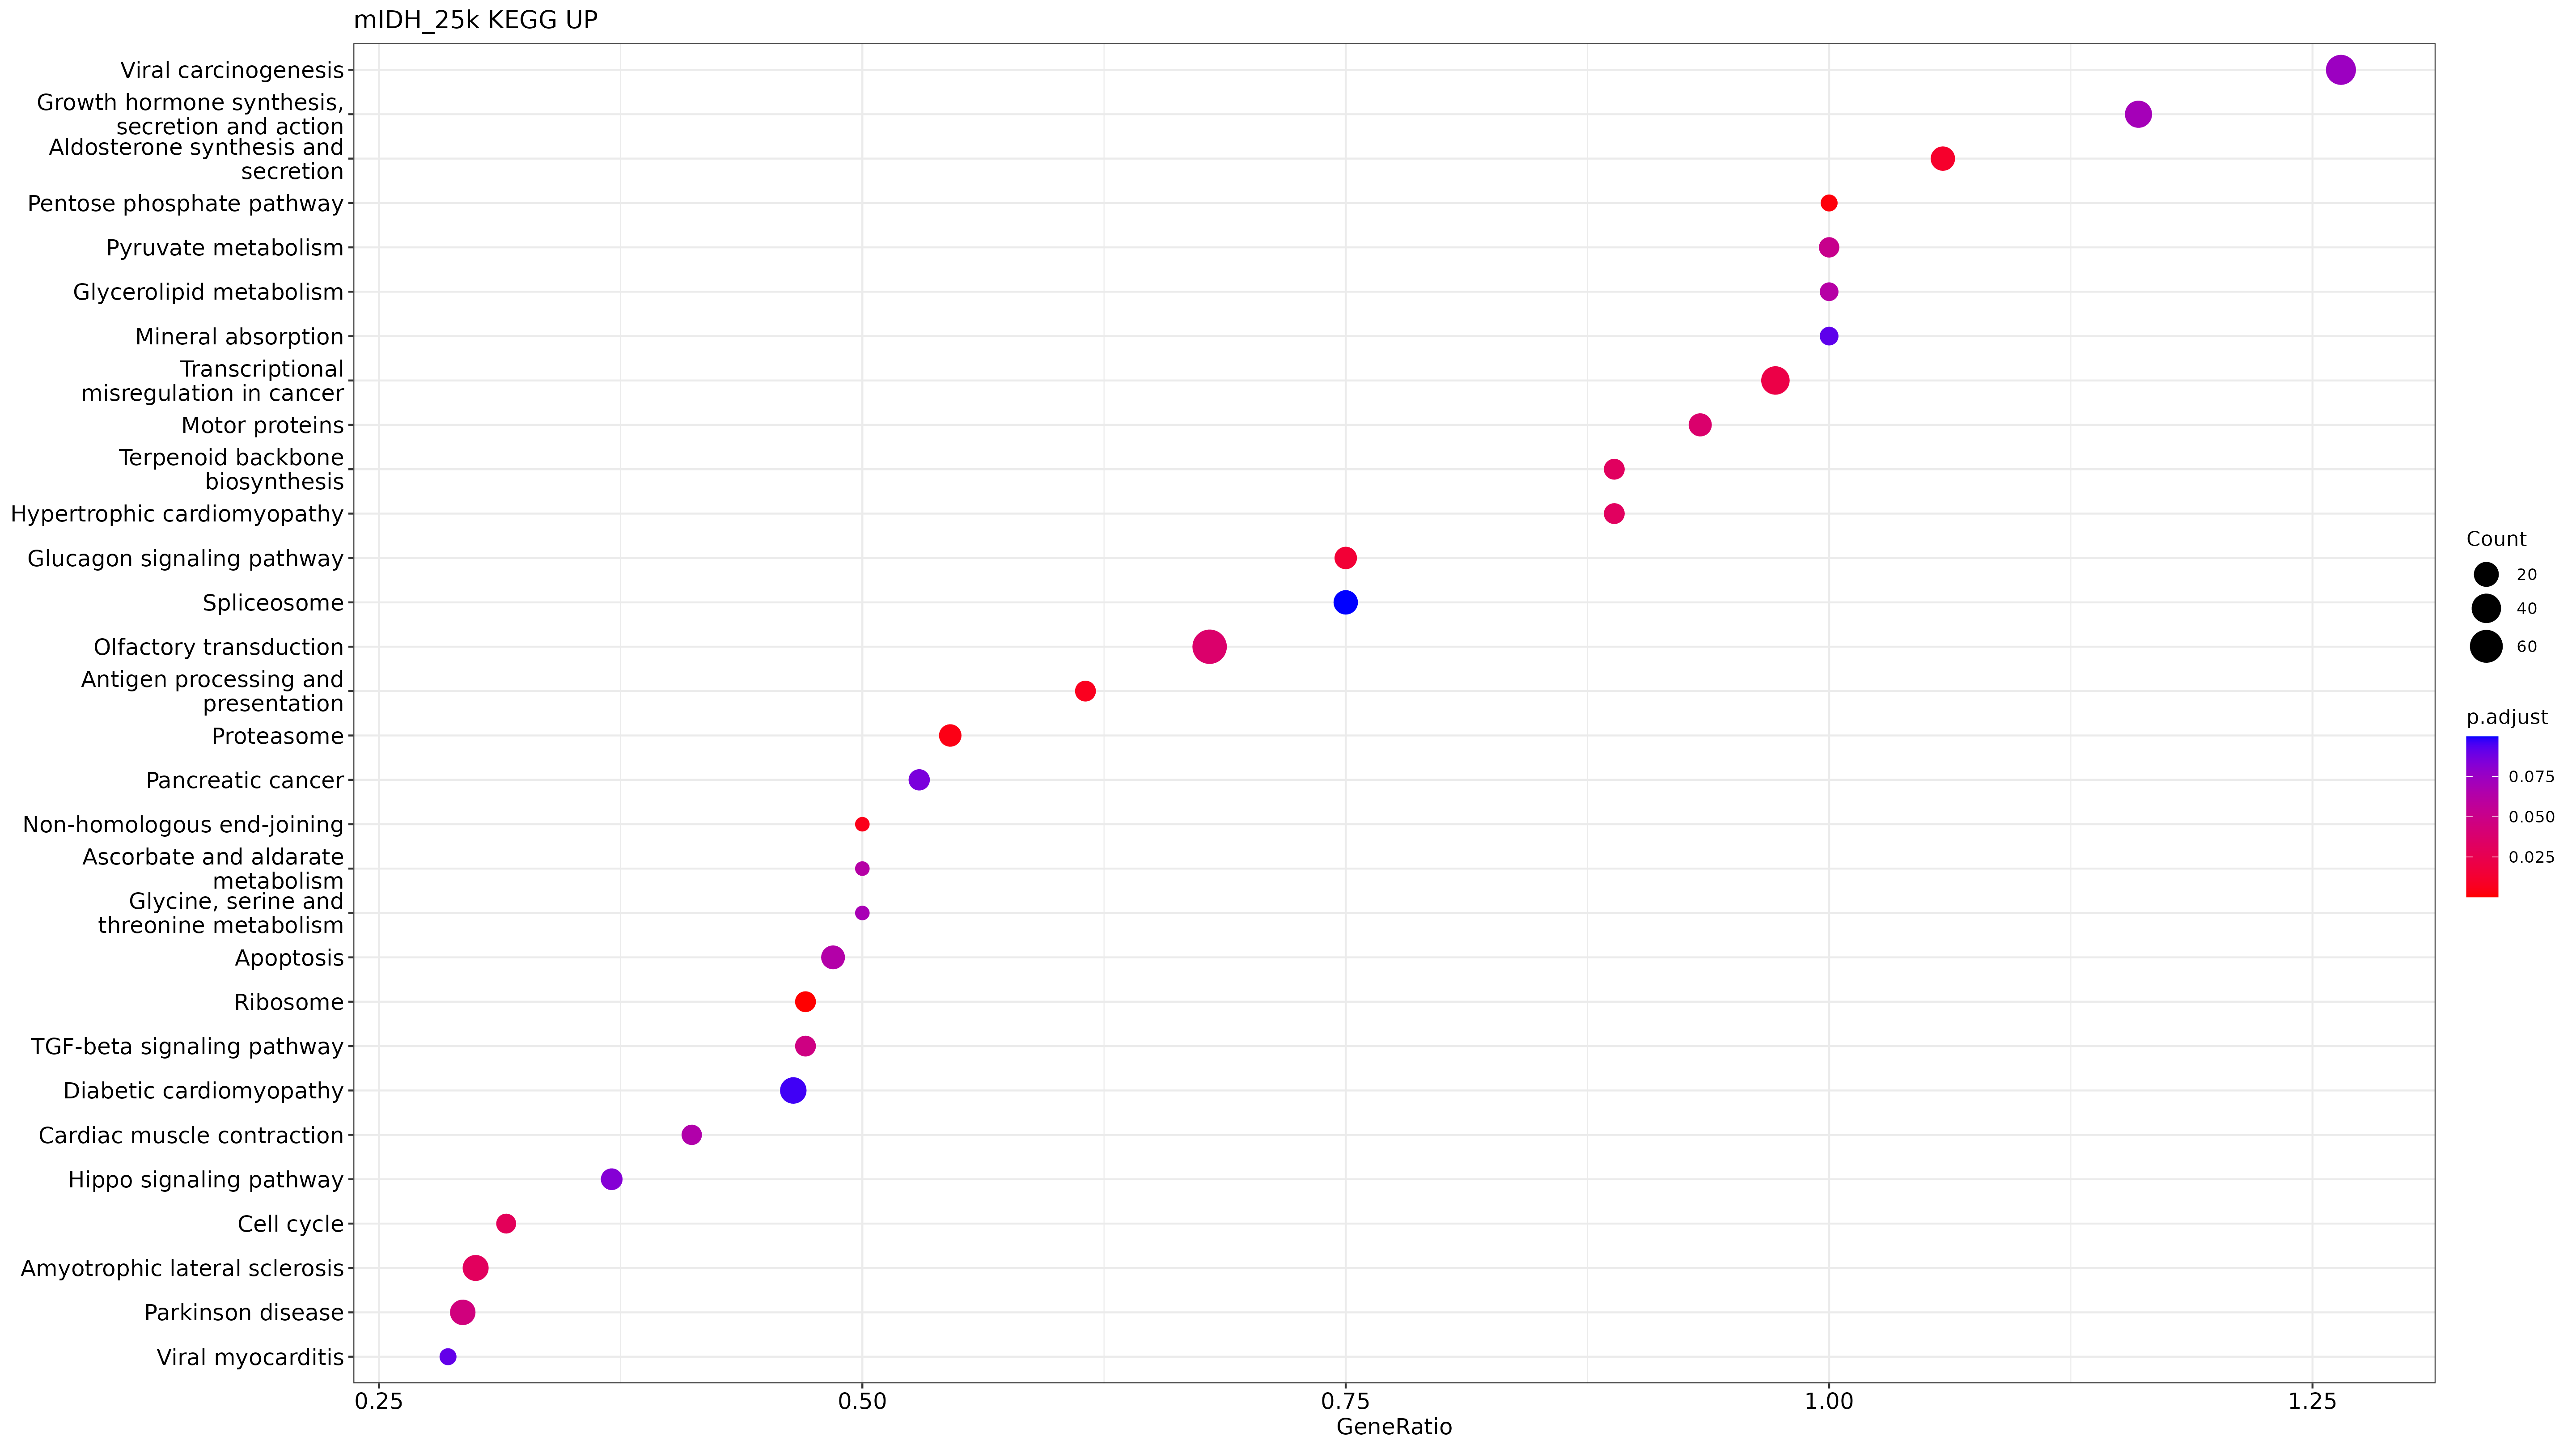 mIDH_25k KEGG UP
Viral carcinogenesis
Growth hormone synthesis,
secretion and action
Aldosterone synthesis and
secretion
Pentose phosphate pathway
Pyruvate metabolism
Glycerolipid metabolism
Mineral absorption
Transcriptional
misregulation in cancer
Motor proteins
Terpenoid backbone
biosynthesis
Hypertrophic cardiomyopathy
Glucagon signaling pathway
Spliceosome
Olfactory transduction
Antigen processing and
presentation
Proteasome
Pancreatic cancer
Non-homologous end-joining
Ascorbate and aldarate
metabolism
Glycine, serine and
threonine metabolism
Apoptosis
Ribosome
TGF-beta signaling pathway
Diabetic cardiomyopathy
Cardiac muscle contraction
Hippo signaling pathway
Cell cycle
Amyotrophic lateral sclerosis
Parkinson disease
Viral myocarditis
0.25 0.50 0.75 1.00 1.25
GeneRatio
Count
20
40
60
p.adjust
0.075
0.050
0.025